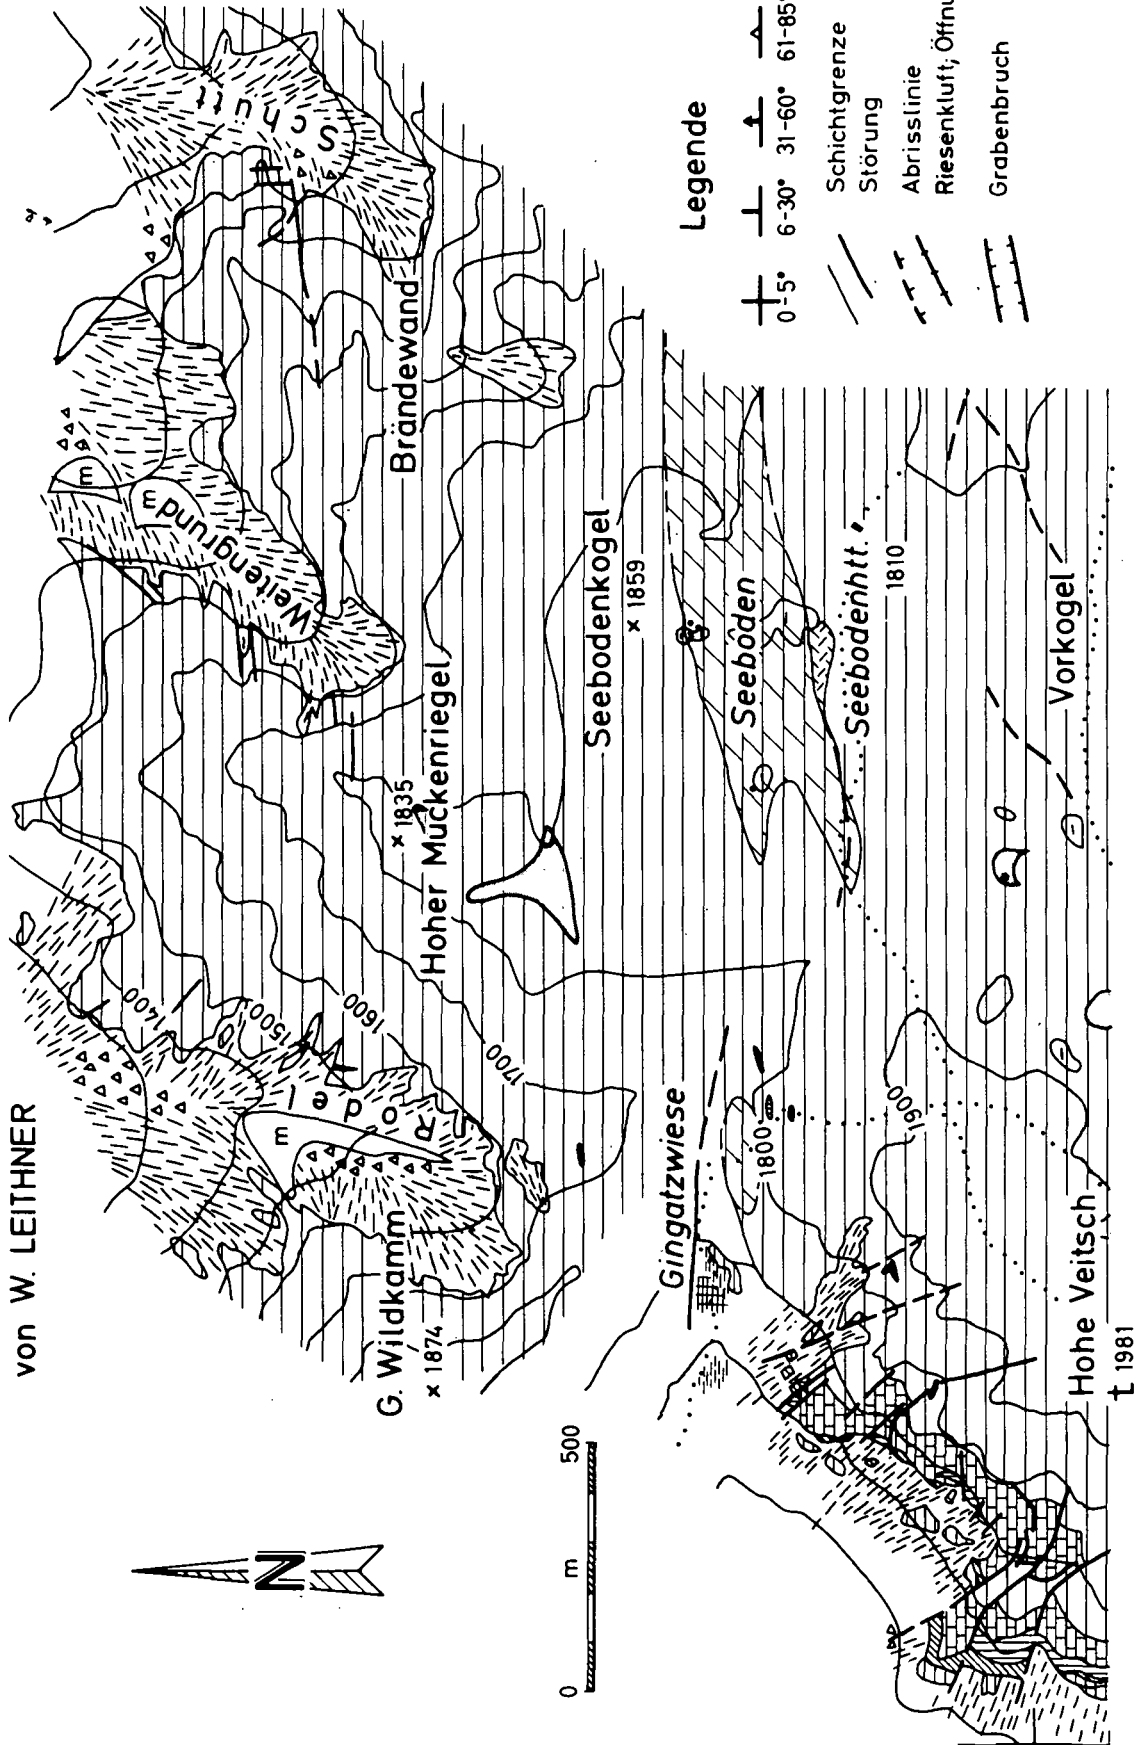 von W. LEITHNER
N
0 m 500
G. Wildkamm
x 1874
Rodel
m
1400
1500
1600
1700
Hoher Muckenriegel
x 1835
Weitengrund
m
m
Schutt
Brändewand
Seebodenkogel
x 1859
Gingatzwiese
1800
1900
Seeböden
Seebodenhtt.
1810
Vorkogel
Hohe Veitsch
1981
Legende
0-5° 6-30° 31-60° 61-85°
Schichtgrenze
Störung
Abrisslinie
Riesenkluft; Öffnu
Grabenbruch